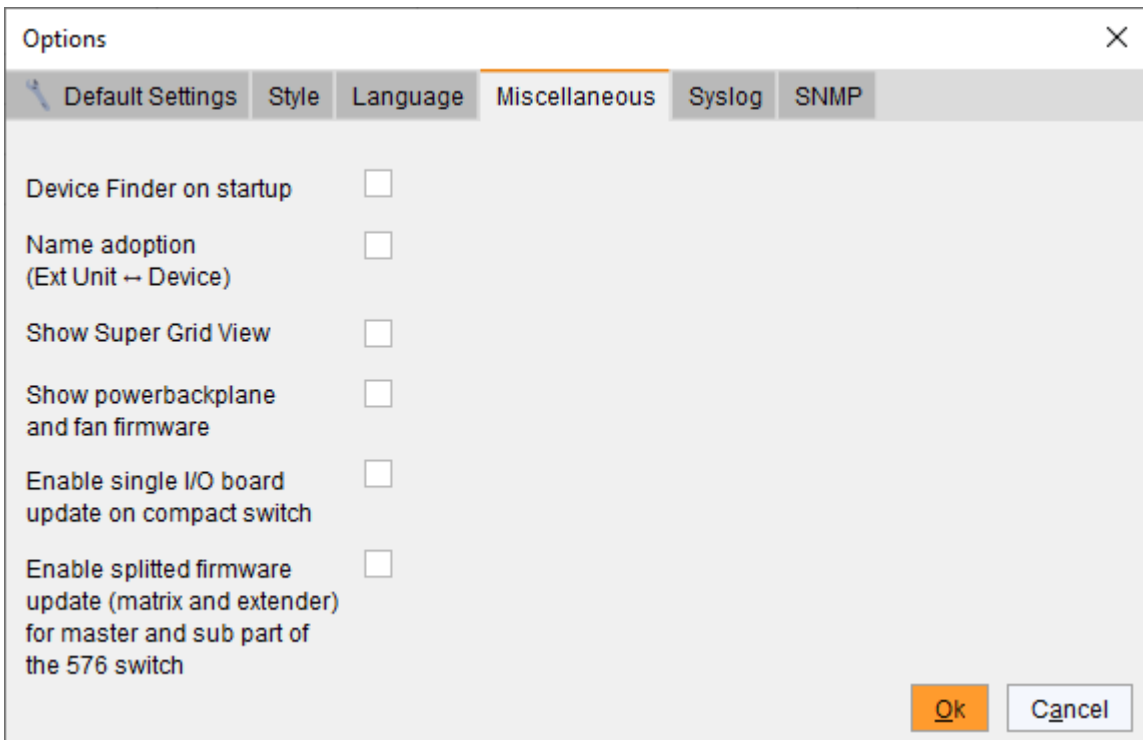 Options
Default Settings Style Language Miscellaneous Syslog SNMP
Device Finder on startup
Name adoption
(Ext Unit ↔ Device)
Show Super Grid View
Show powerbackplane
and fan firmware
Enable single I/O board
update on compact switch
Enable splitted firmware
update (matrix and extender)
for master and sub part of
the 576 switch
Ok Cancel